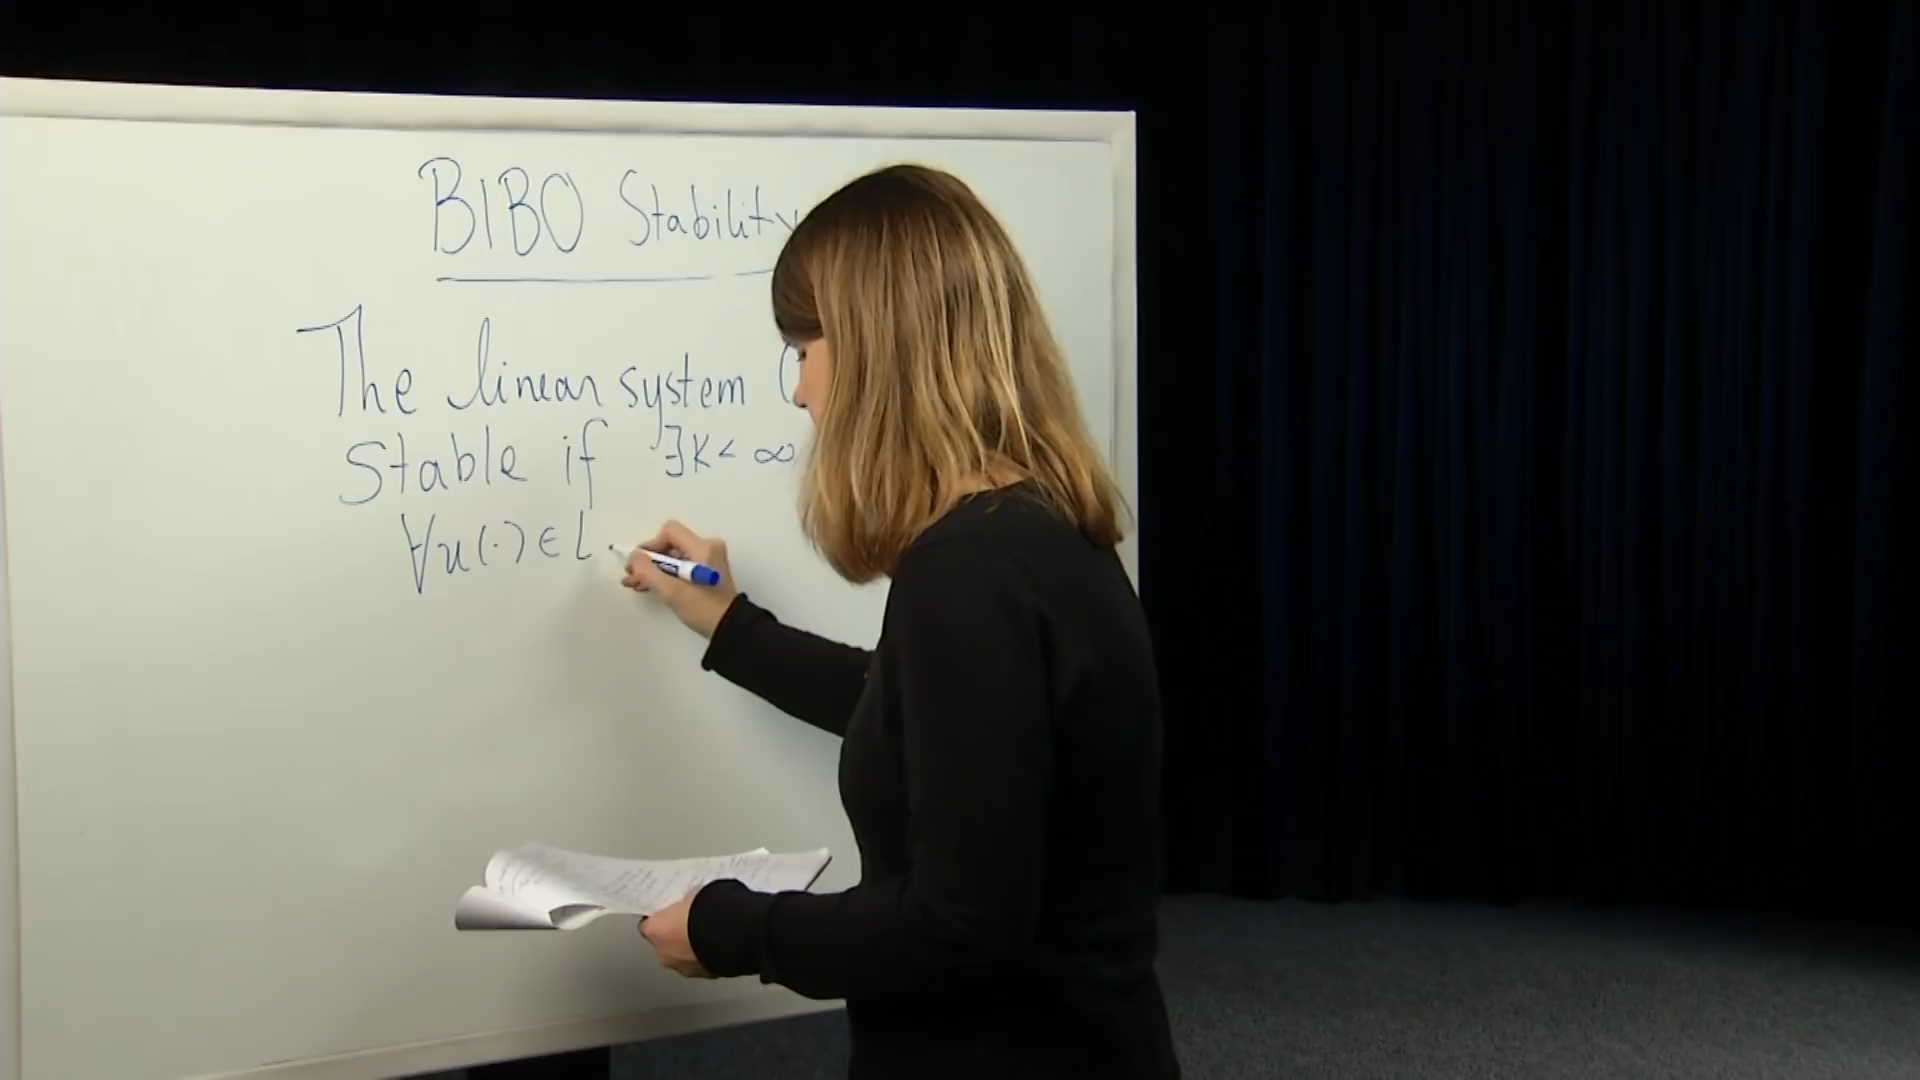 BIBO Stability
The linear system (
stable if ∃k < ∞
∀u(·) ∈ L